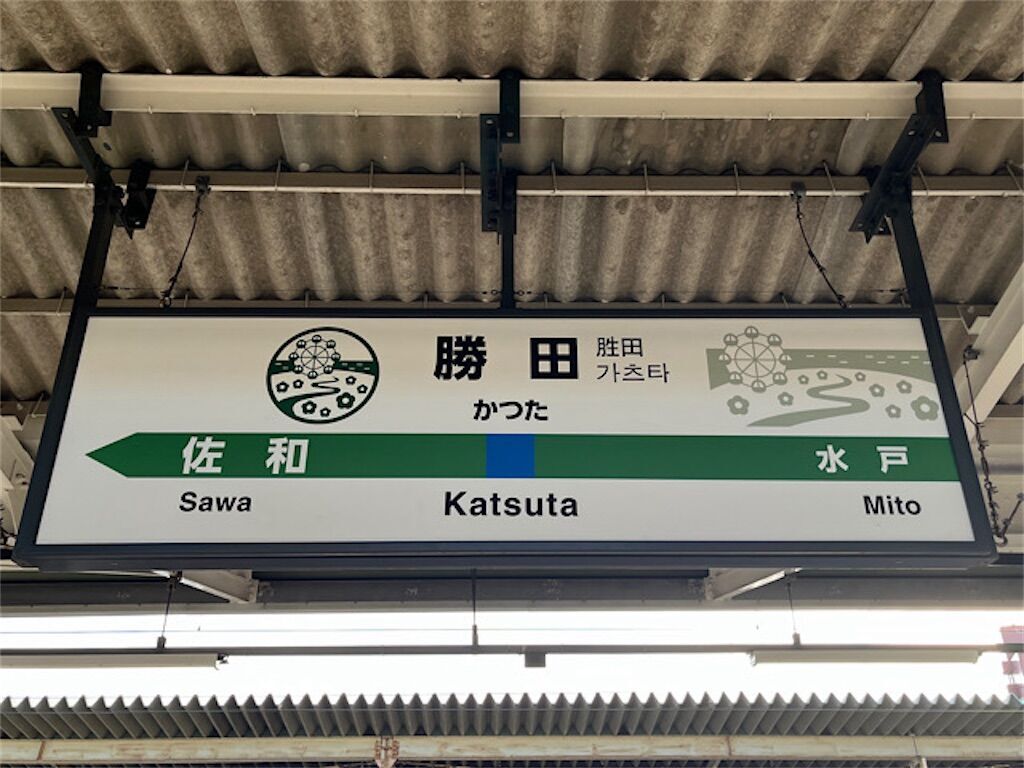 勝田 胜田
가츠타
かつた
佐和 水戸
Sawa Katsuta Mito